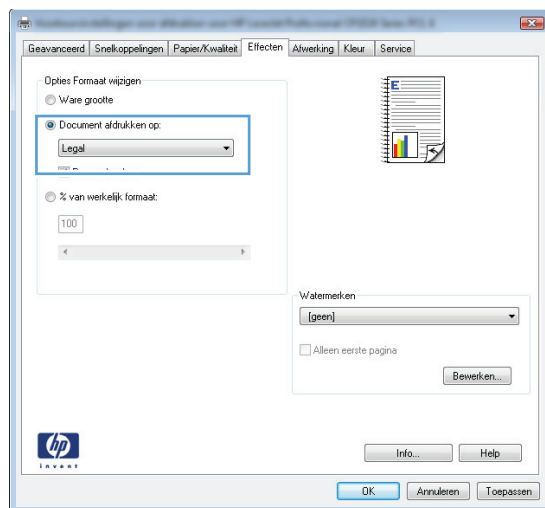 Geavanceerd Snelkoppelingen Papier/Kwaliteit Effecten Afwerking Kleur Service
Opties Formaat wijzigen
Ware grootte
Document afdrukken op:
Legal
% van werkelijk formaat:
100
E
Watermerken
[geen]
Alleen eerste pagina
Bewerken...
hp
invent
Info... Help
OK Annuleren Toepassen